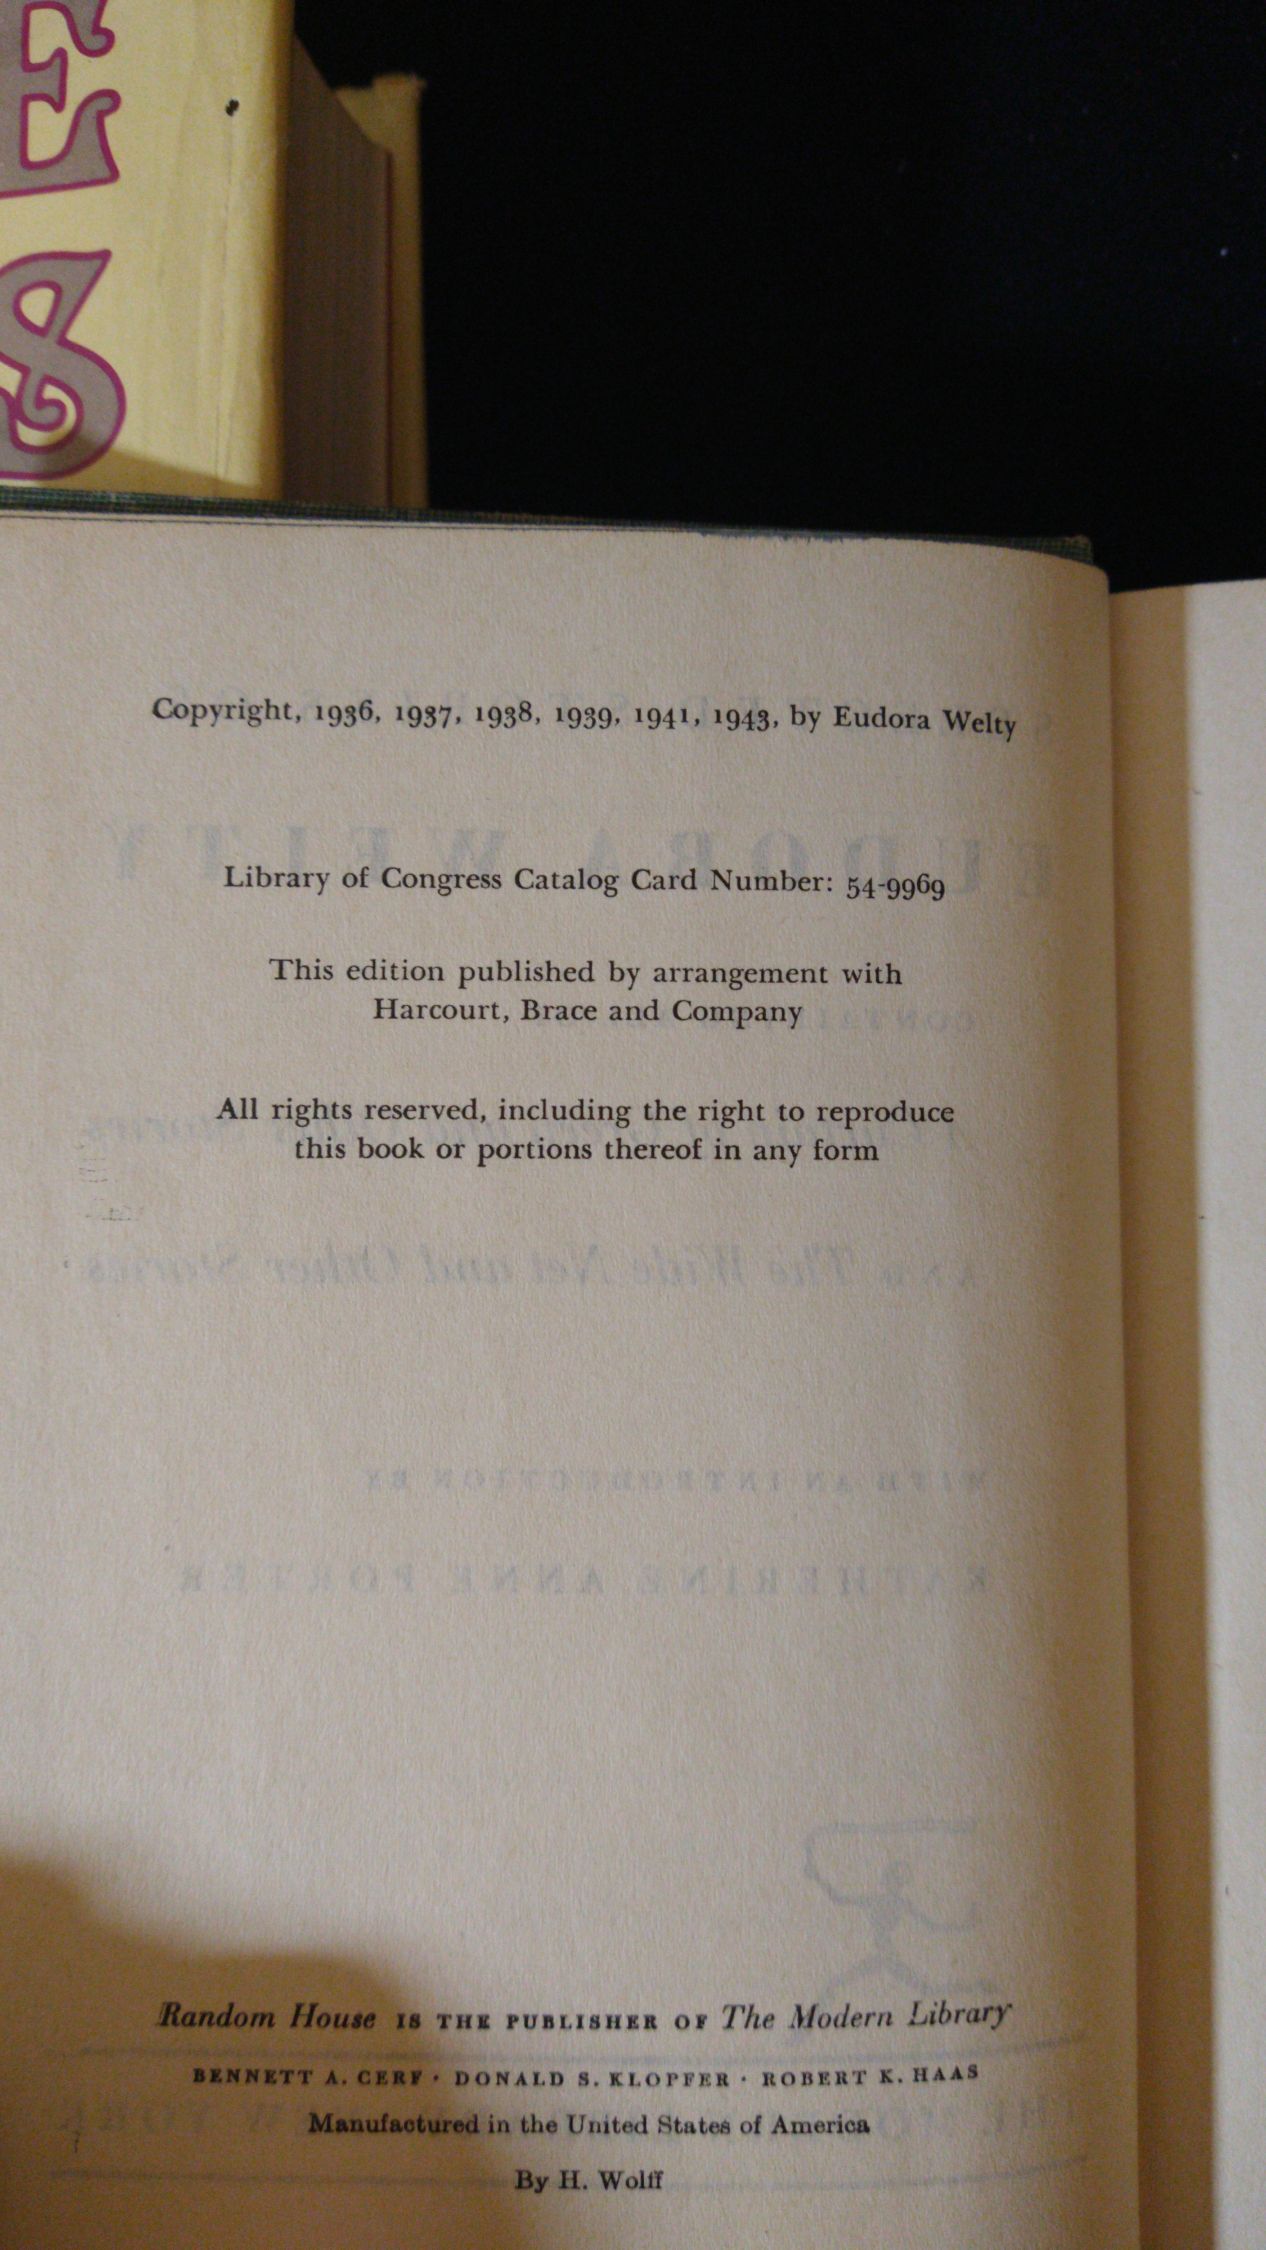 E
S
Copyright, 1936, 1937, 1938, 1939, 1941, 1943, by Eudora Welty
Library of Congress Catalog Card Number: 54-9969
This edition published by arrangement with
Harcourt, Brace and Company
All rights reserved, including the right to reproduce
this book or portions thereof in any form
Random House IS THE PUBLISHER OF The Modern Library
BENNETT A. CERF · DONALD S. KLOPFER · ROBERT K. HAAS
Manufactured in the United States of America
By H. Wolff